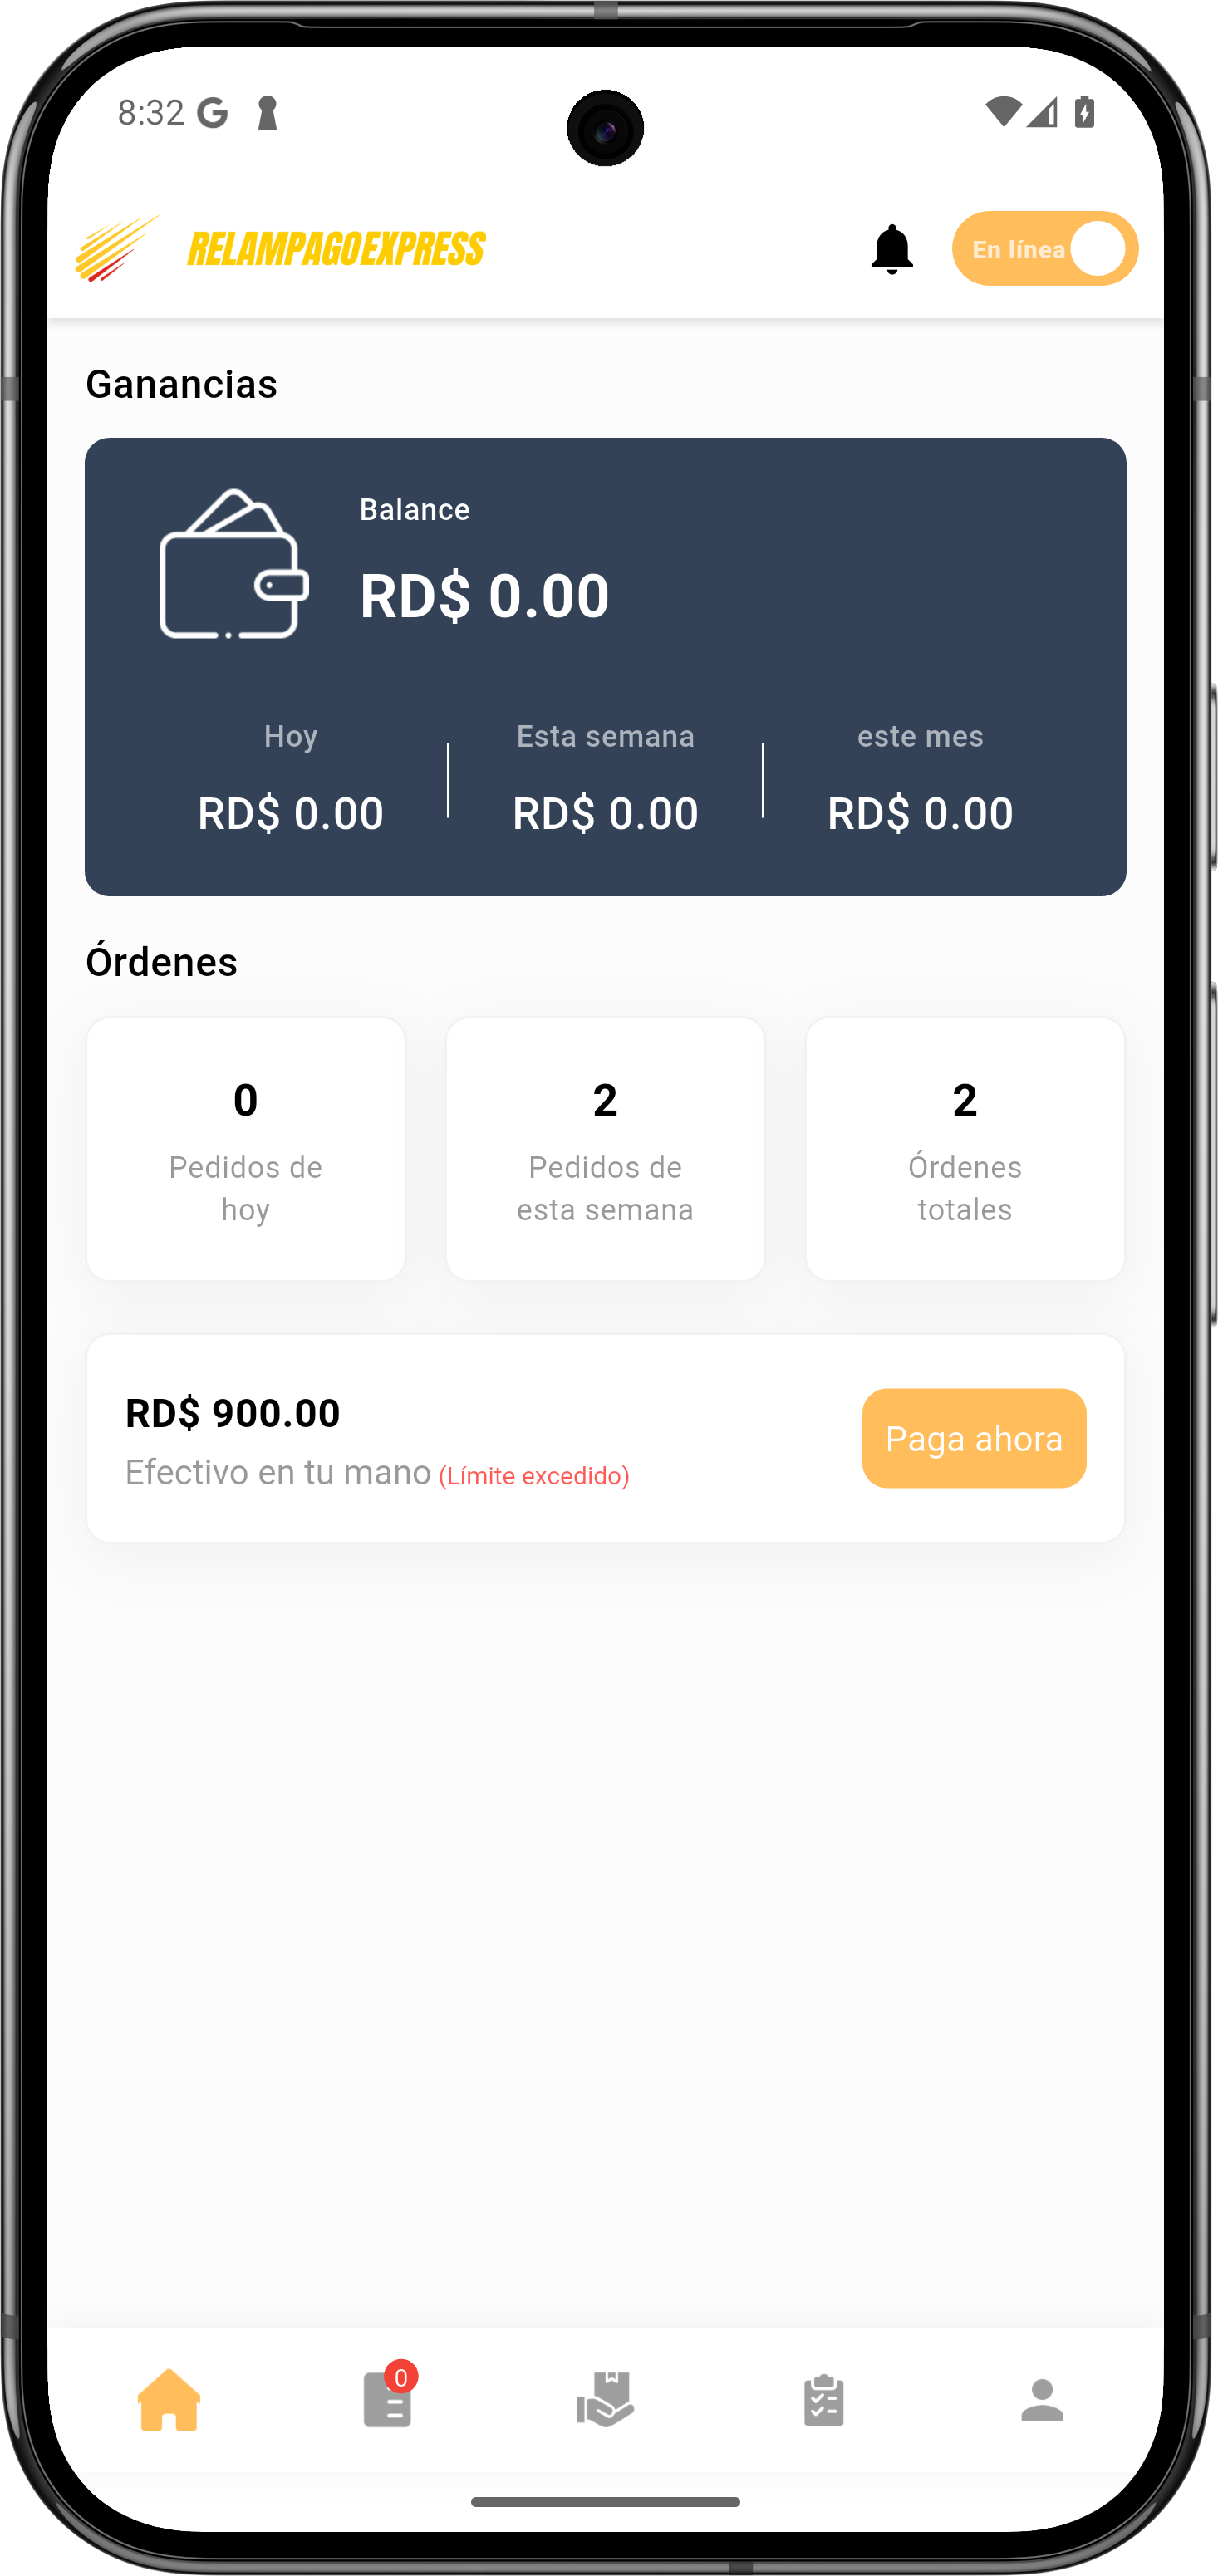 8:32
RELAMPAGOEXPRESS
En línea
Ganancias
Balance
RD$ 0.00
Hoy
Esta semana
este mes
RD$ 0.00
RD$ 0.00
RD$ 0.00
Órdenes
0
2
2
Pedidos de
hoy
Pedidos de
esta semana
Órdenes
totales
RD$ 900.00
Efectivo en tu mano (Límite excedido)
Paga ahora
0